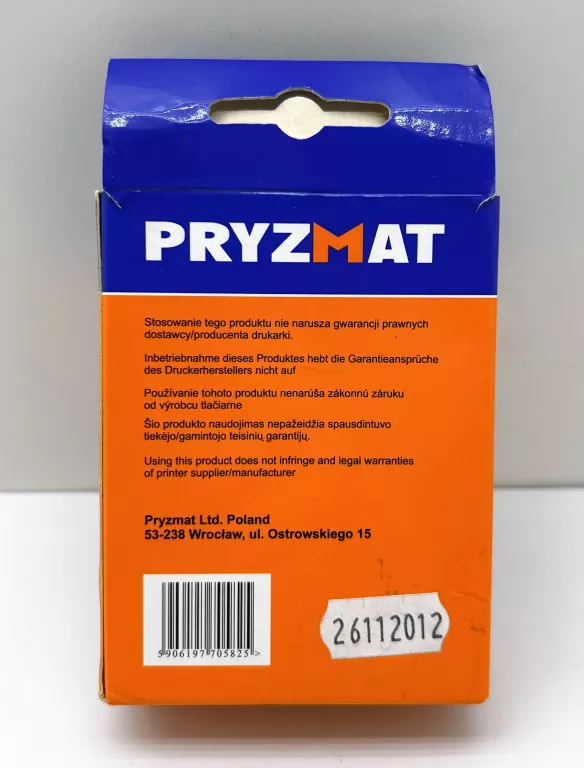 PRYZMAT
Stosowanie tego produktu nie narusza gwarancji prawnych
dostawcy/producenta drukarki.
Inbetriebnahme dieses Produktes hebt die Garantieansprüche
des Druckerherstellers nicht auf
Používanie tohoto produktu nenarúša zákonnú záruku
od výrobcu tlačiarne
Šio produkto naudojimas nepažeidžia spausdintuvo
tiekėjo/gamintojo teisinių garantijų.
Using this product does not infringe and legal warranties
of printer supplier/manufacturer
Pryzmat Ltd. Poland
53-238 Wrocław, ul. Ostrowskiego 15
5 906197 705825 >
26112012